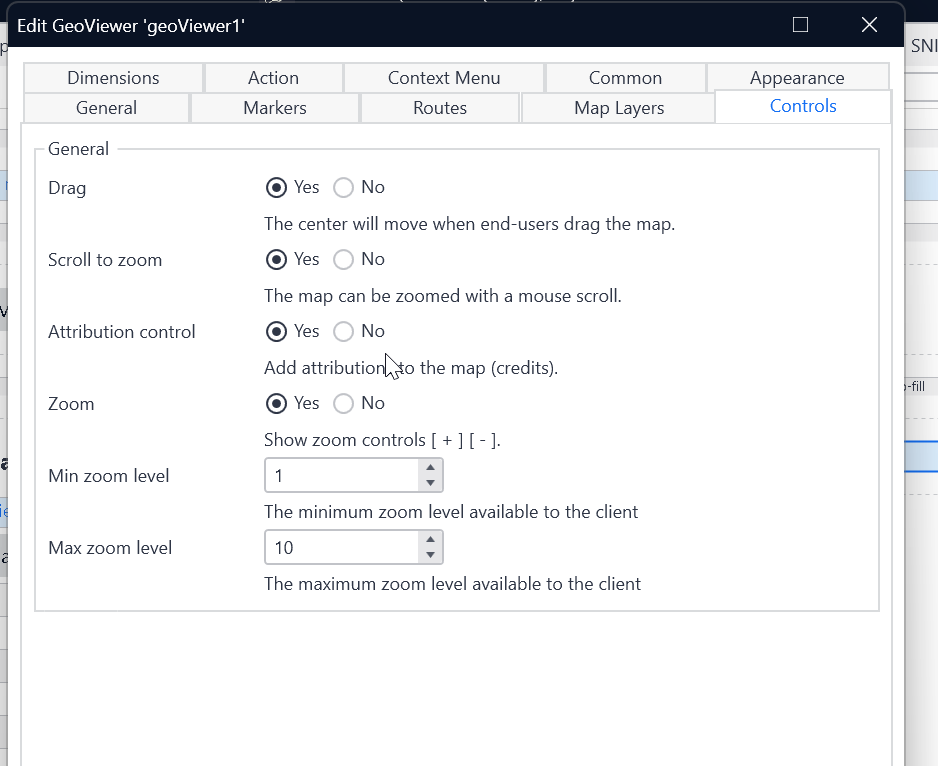 Edit GeoViewer 'geoViewer1'
SNI
Dimensions Action Context Menu Common Appearance
General Markers Routes Map Layers Controls
General
Drag Yes No
The center will move when end-users drag the map.
Scroll to zoom Yes No
The map can be zoomed with a mouse scroll.
Attribution control Yes No
Add attribution to the map (credits).
-fill
Zoom Yes No
Show zoom controls [ + ] [ - ].
Min zoom level 1
The minimum zoom level available to the client
Max zoom level 10
The maximum zoom level available to the client